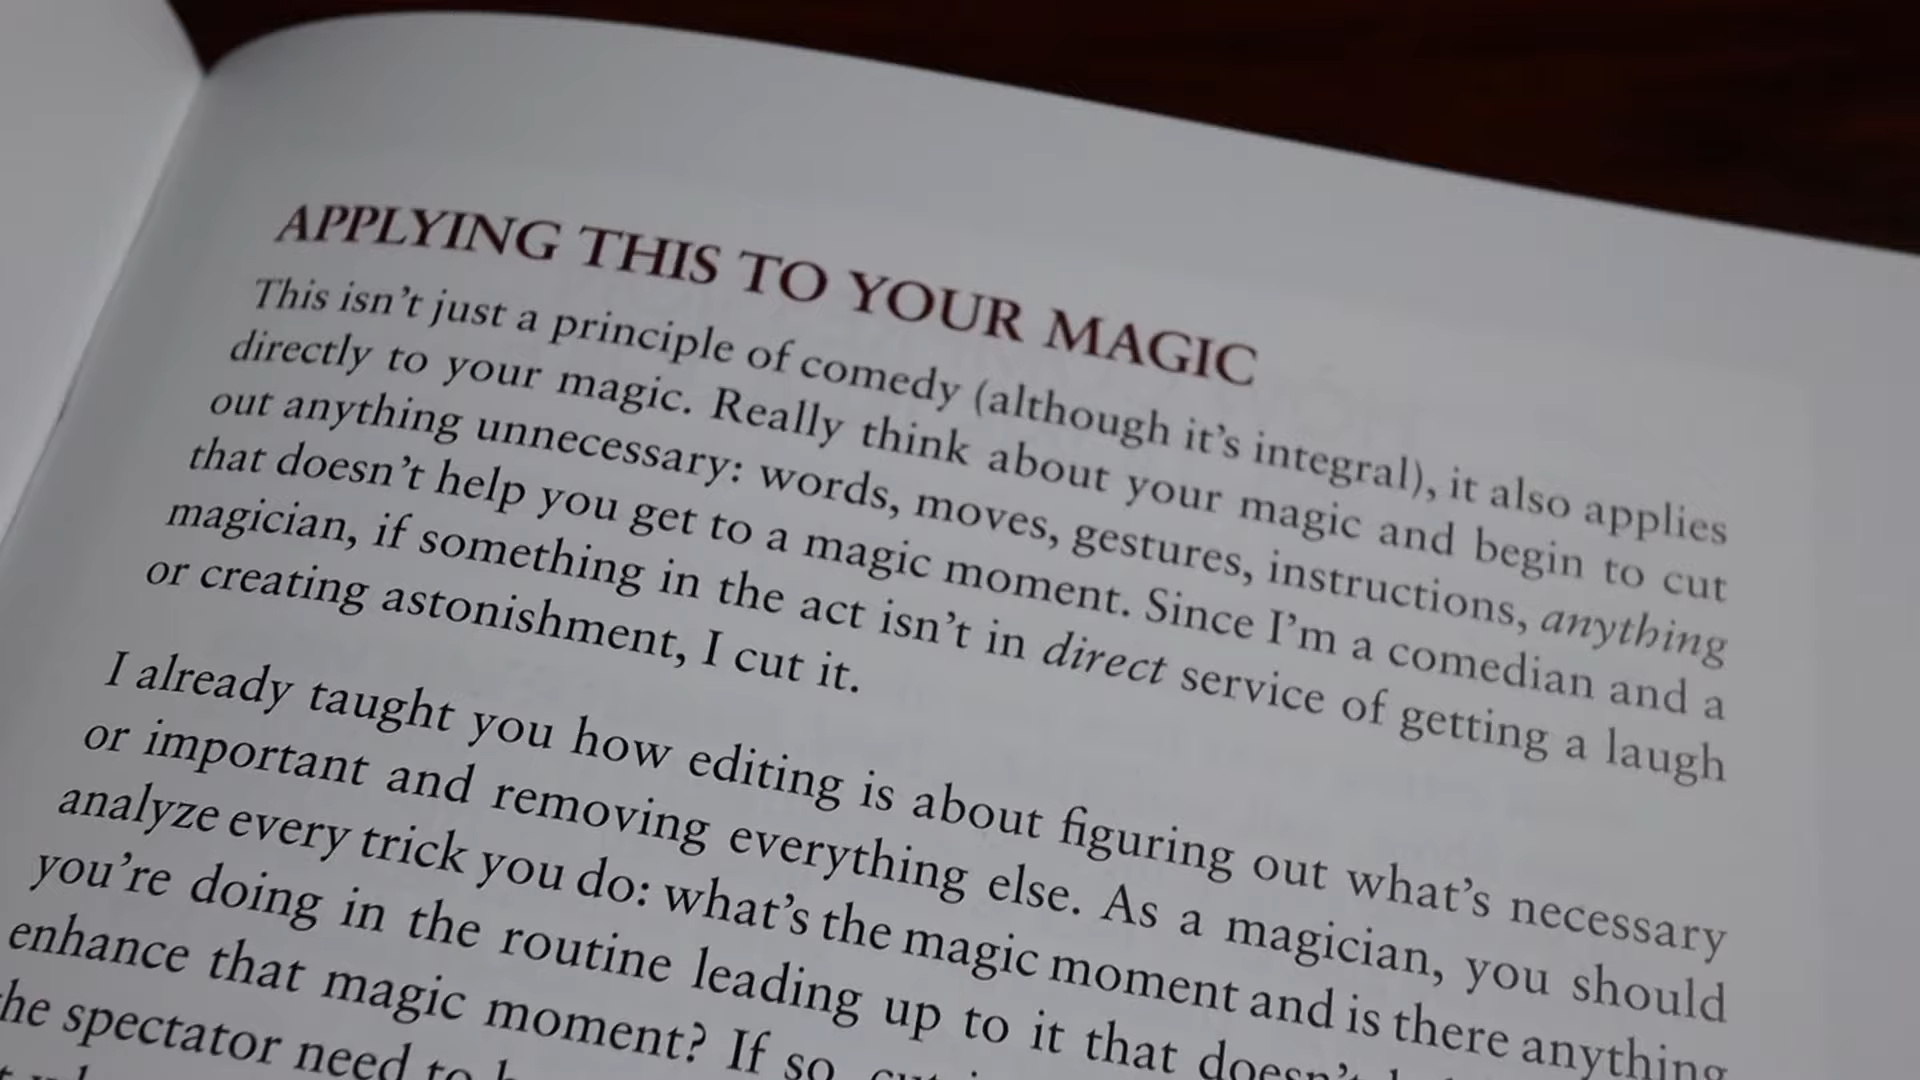 APPLYING THIS TO YOUR MAGIC
This isn't just a principle of comedy (although it's integral), it also applies
directly to your magic. Really think about your magic and begin to cut
out anything unnecessary: words, moves, gestures, instructions, anything
that doesn't help you get to a magic moment. Since I'm a comedian and a
magician, if something in the act isn't in direct service of getting a laugh
or creating astonishment, I cut it.
I already taught you how editing is about figuring out what's necessary
or important and removing everything else. As a magician, you should
analyze every trick you do: what's the magic moment and is there anything
you're doing in the routine leading up to it that doesn't
enhance that magic moment? If so
spectator need to